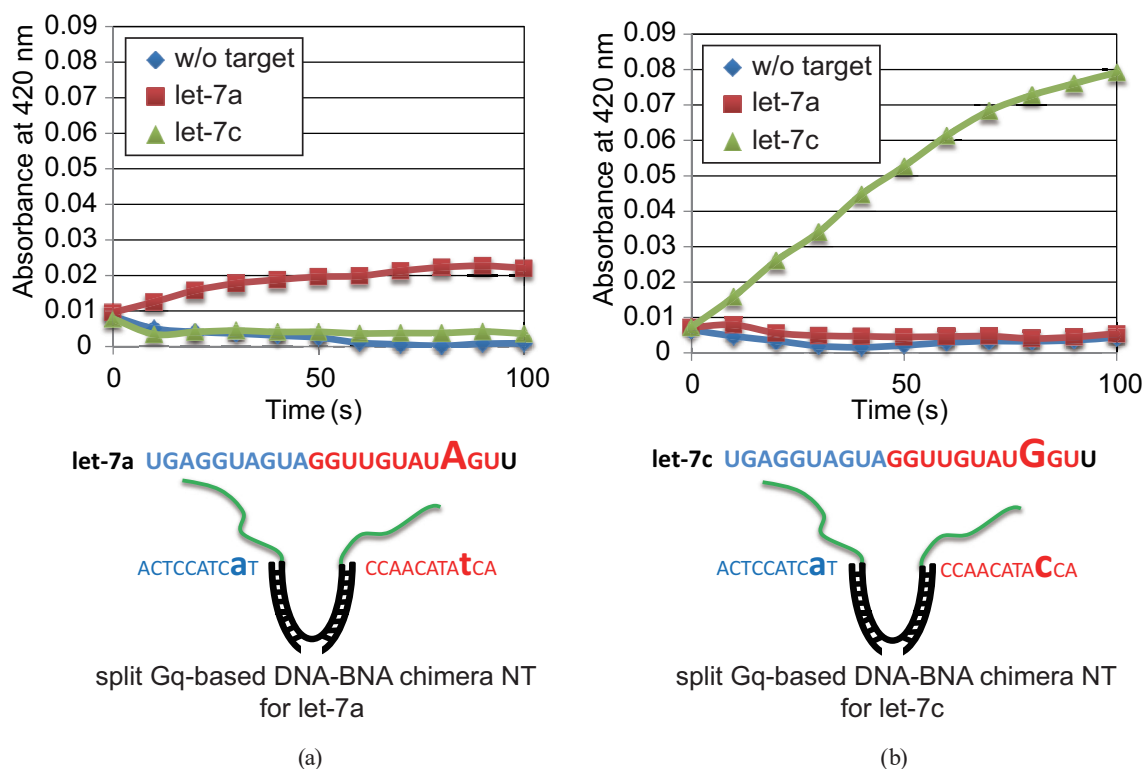 0.09
0.08
0.07
0.06
0.05
0.04
0.03
0.02
0.01
0
Absorbance at 420 nm
w/o target
let-7a
let-7c
0 50 100
Time (s)
let-7a UGAGGUAGUAGGUUGUAUAGUU
ACTCCATCaT CCAACATAtCA
split Gq-based DNA-BNA chimera NT
for let-7a
(a)
0.09
0.08
0.07
0.06
0.05
0.04
0.03
0.02
0.01
0
Absorbance at 420 nm
w/o target
let-7a
let-7c
0 50 100
Time (s)
let-7c UGAGGUAGUAGGUUGUAUGGUU
ACTCCATCaT CCAACATAcCA
split Gq-based DNA-BNA chimera NT
for let-7c
(b)